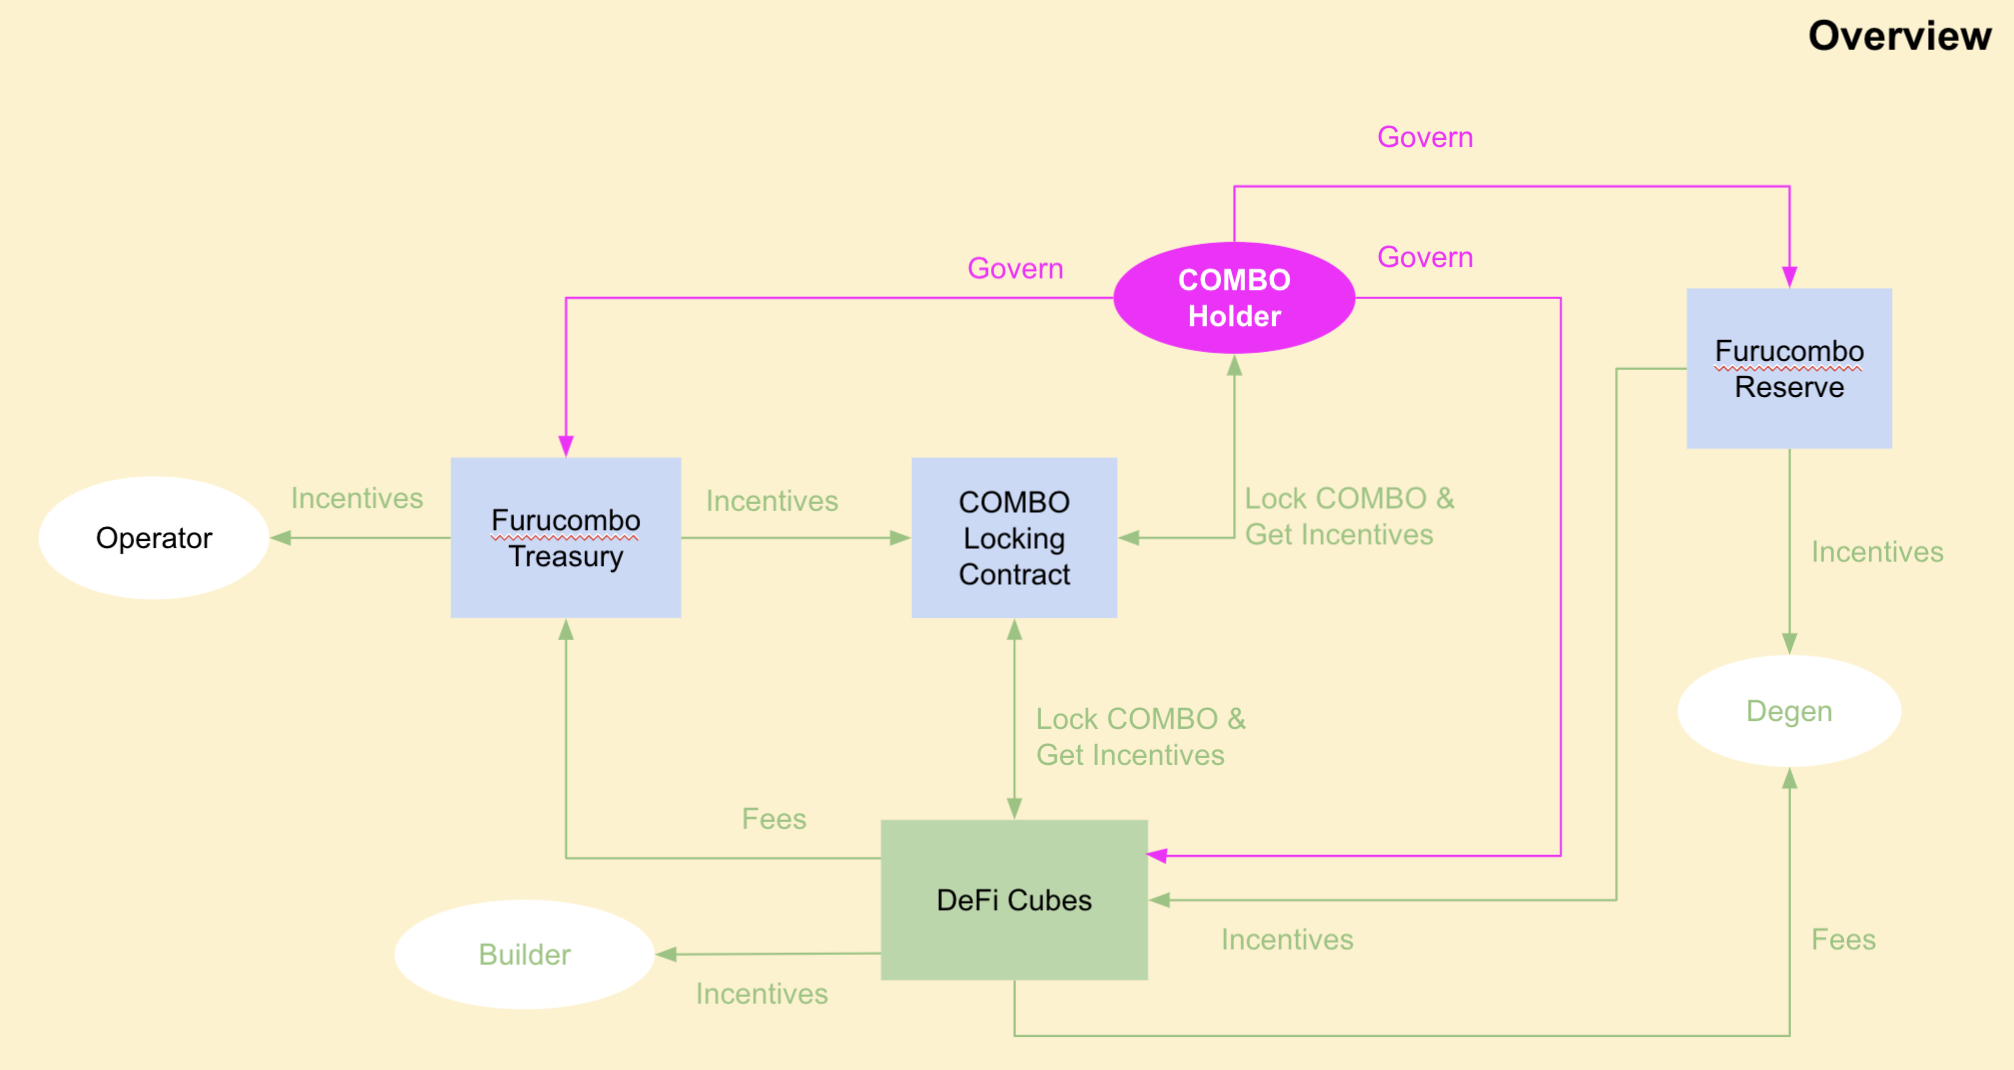 Overview
Govern
Govern
Govern
COMBO
Holder
Furucombo
Reserve
Incentives
Incentives
Operator
Furucombo
Treasury
COMBO
Locking
Contract
Lock COMBO &
Get Incentives
Incentives
Degen
Lock COMBO &
Get Incentives
Fees
DeFi Cubes
Builder
Incentives
Incentives
Fees